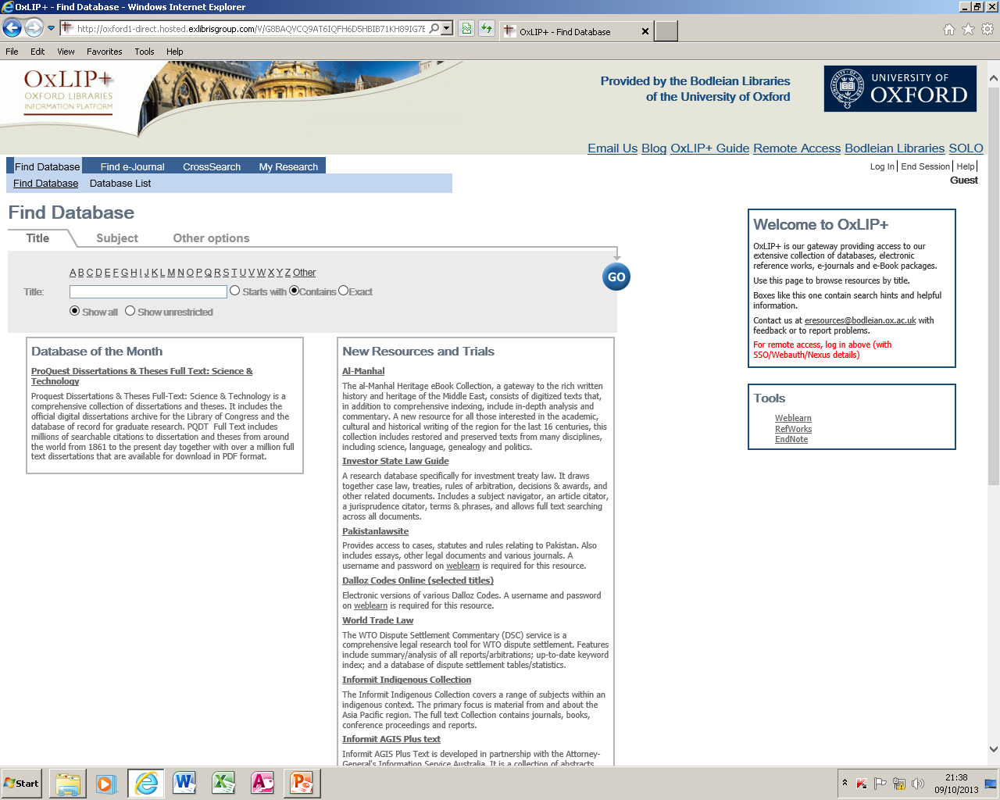 OxLIP+ - Find Database - Windows Internet Explorer
http://oxford1-direct.hosted.exlibrisgroup.com/V/G8BAQVCQ9AT6IQFH6D5HBIB71KH89IG7E
OxLIP+ - Find Database
File Edit View Favorites Tools Help
OxLIP+
OXFORD LIBRARIES
INFORMATION PLATFORM
Provided by the Bodleian Libraries
of the University of Oxford
UNIVERSITY OF
OXFORD
Email Us Blog OxLIP+ Guide Remote Access Bodleian Libraries SOLO
Find Database Find e-Journal CrossSearch My Research
Log In End Session Help
Find Database Database List
Guest
Find Database
Title Subject Other options
A B C D E F G H I J K L M N O P Q R S T U V W X Y Z Other
Title: Starts with Contains Exact
GO
Show all Show unrestricted
Database of the Month
ProQuest Dissertations & Theses Full Text: Science &
Technology
Proquest Dissertations & Theses Full-Text: Science & Technology is a
comprehensive collection of dissertations and theses. It includes the
official digital dissertations archive for the Library of Congress and the
database of record for graduate research. PQDT Full Text includes
millions of searchable citations to dissertation and theses from around
the world from 1861 to the present day together with over a million full
text dissertations that are available for download in PDF format.
New Resources and Trials
Al-Manhal
The al-Manhal Heritage eBook Collection, a gateway to the rich written
history and heritage of the Middle East, consists of digitized texts that,
in addition to comprehensive indexing, include in-depth analysis and
commentary. A new resource for all those interested in the academic,
cultural and historical writing of the region for the last 16 centuries, this
collection includes restored and preserved texts from many disciplines,
including science, language, genealogy and politics.
Investor State Law Guide
A research database specifically for investment treaty law. It draws
together case law, treaties, rules of arbitration, decisions & awards, and
other related documents. Includes a subject navigator, an article citator,
a jurisprudence citator, terms & phrases, and allows full text searching
across all documents.
Pakistanlawsite
Provides access to cases, statutes and rules relating to Pakistan. Also
includes essays, other legal documents and various journals. A
username and password on weblearn is required for this resource.
Dalloz Codes Online (selected titles)
Electronic versions of various Dalloz Codes. A username and password
on weblearn is required for this resource.
World Trade Law
The WTO Dispute Settlement Commentary (DSC) service is a
comprehensive legal research tool for WTO dispute settlement. Features
include summary/analysis of all reports/arbitrations; up-to-date keyword
index; and a database of dispute settlement tables/statistics.
Informit Indigenous Collection
The Informit Indigenous Collection covers a range of subjects within an
indigenous context. The primary focus is material from and about the
Asia Pacific region. The full text Collection contains journals, books,
conference proceedings and reports.
Informit AGIS Plus text
Informit AGIS Plus Text is developed in partnership with the Attorney-
General's Information Service Australia. It is a collection of abstracts
Welcome to OxLIP+
OxLIP+ is our gateway providing access to our
extensive collection of databases, electronic
reference works, e-journals and e-Book packages.
Use this page to browse resources by title.
Boxes like this one contain search hints and helpful
information.
Contact us at eresources@bodleian.ox.ac.uk with
feedback or to report problems.
For remote access, log in above (with
SSO/Webauth/Nexus details)
Tools
Weblearn
RefWorks
EndNote
Start
21:38
09/10/2013